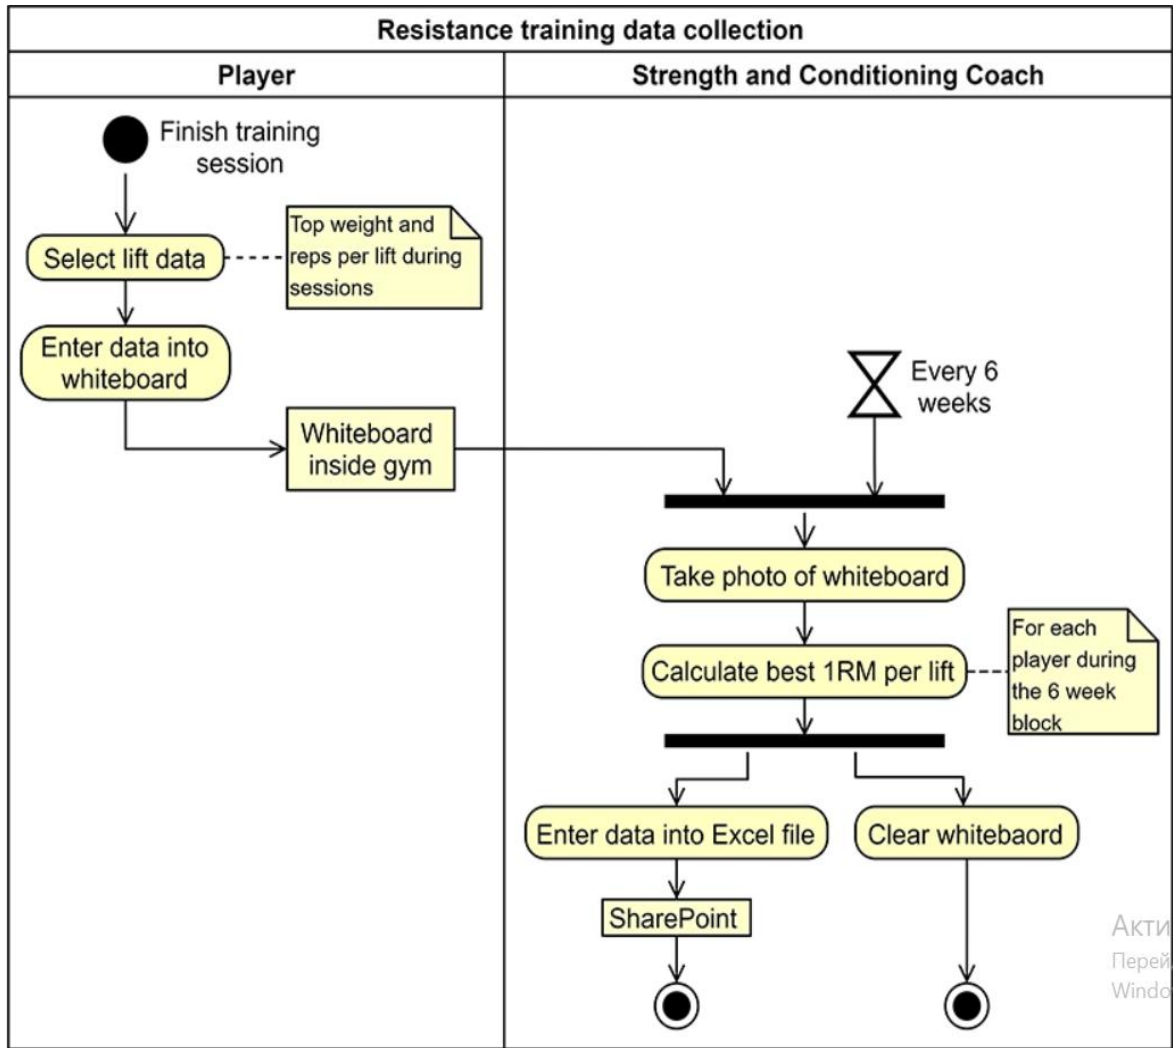 Resistance training data collection
Player
Strength and Conditioning Coach
Finish training
session
Select lift data
Top weight and
reps per lift during
sessions
Enter data into
whiteboard
Whiteboard
inside gym
Every 6
weeks
Take photo of whiteboard
Calculate best 1RM per lift
For each
player during
the 6 week
block
Enter data into Excel file
Clear whitebaord
SharePoint
Акти
Перей
Windo